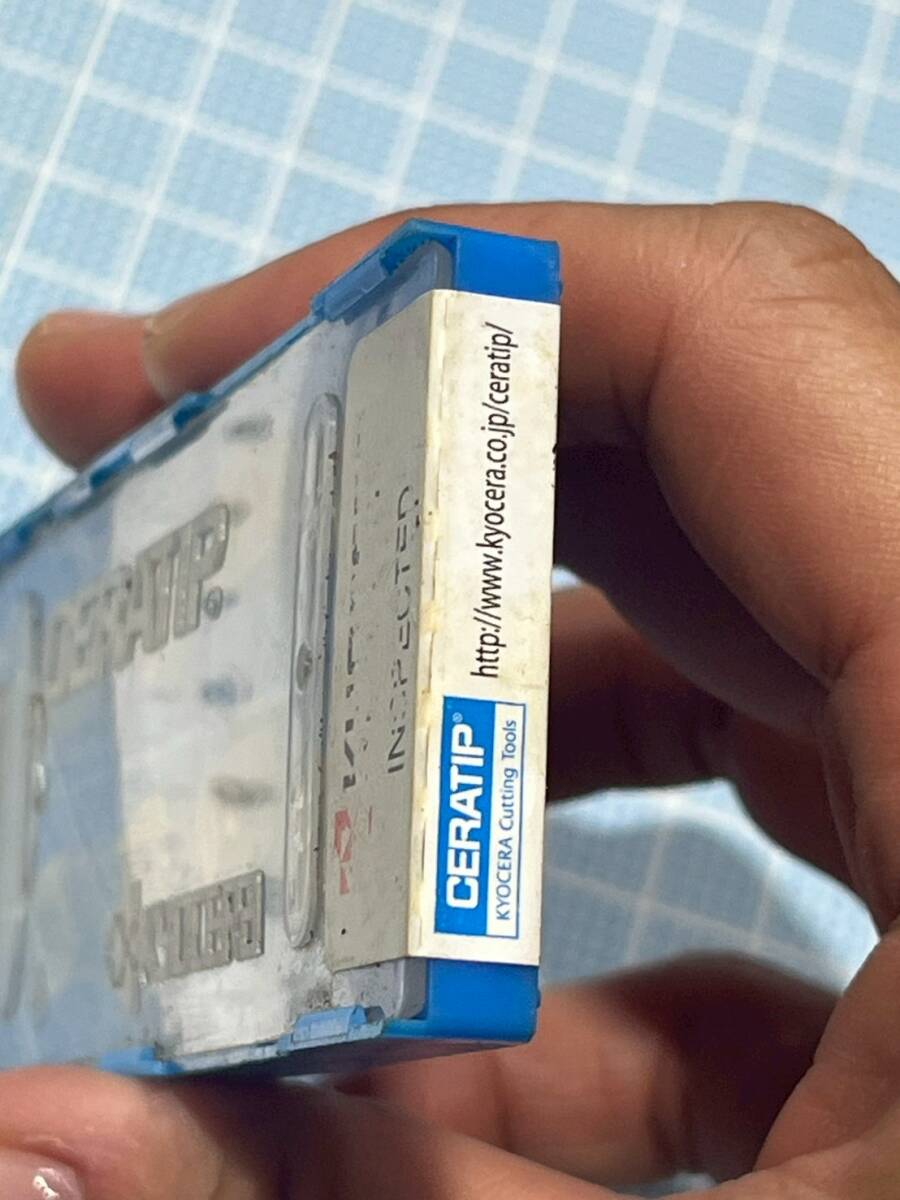 http://www.kyocera.co.jp/ceratip/
CERATIP®
KYOCERA Cutting Tools
INSPECTED
CERATIP®